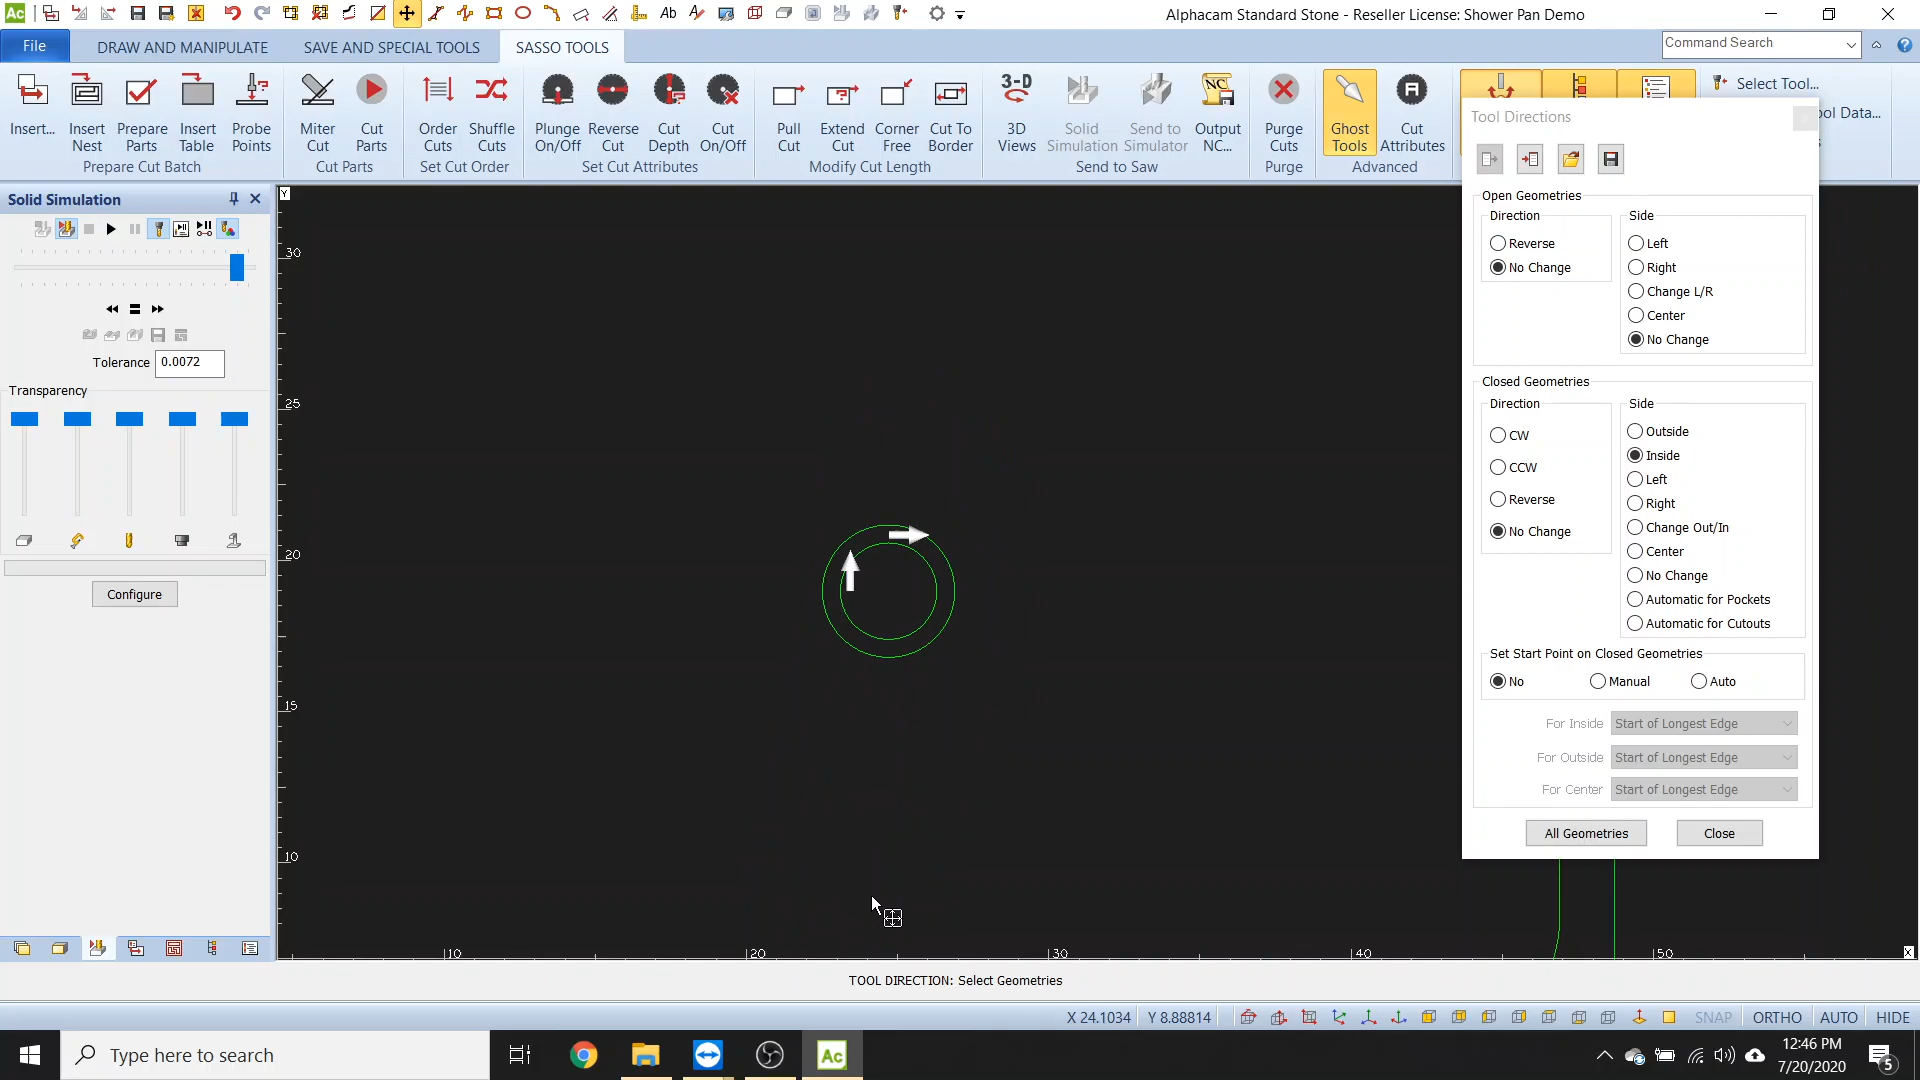 Ac
Ab
Alphacam Standard Stone - Reseller License: Shower Pan Demo
File
DRAW AND MANIPULATE
SAVE AND SPECIAL TOOLS
SASSO TOOLS
Command Search
Insert...
Insert Nest
Prepare Parts
Insert Table
Probe Points
Miter Cut
Cut Parts
Order Cuts
Shuffle Cuts
Plunge On/Off
Reverse Cut
Cut Depth
Cut On/Off
Pull Cut
Extend Cut
Corner Free
Cut To Border
3-D
3D Views
Solid Simulation
Send to Simulator
NC
Output NC...
Purge Cuts
Ghost Tools
Cut Attributes
Select Tool...
ool Data...
Prepare Cut Batch
Cut Parts
Set Cut Order
Set Cut Attributes
Modify Cut Length
Send to Saw
Purge
Advanced
Solid Simulation
Tolerance
0.0072
Transparency
Configure
Y
30
25
20
15
10
10
20
30
40
50
X
Tool Directions
Open Geometries
Direction
Reverse
No Change
Side
Left
Right
Change L/R
Center
No Change
Closed Geometries
Direction
CW
CCW
Reverse
No Change
Side
Outside
Inside
Left
Right
Change Out/In
Center
No Change
Automatic for Pockets
Automatic for Cutouts
Set Start Point on Closed Geometries
No
Manual
Auto
For Inside
Start of Longest Edge
For Outside
Start of Longest Edge
For Center
Start of Longest Edge
All Geometries
Close
TOOL DIRECTION: Select Geometries
X 24.1034
Y 8.88814
SNAP
ORTHO
AUTO
HIDE
Type here to search
Ac
12:46 PM
7/20/2020
5